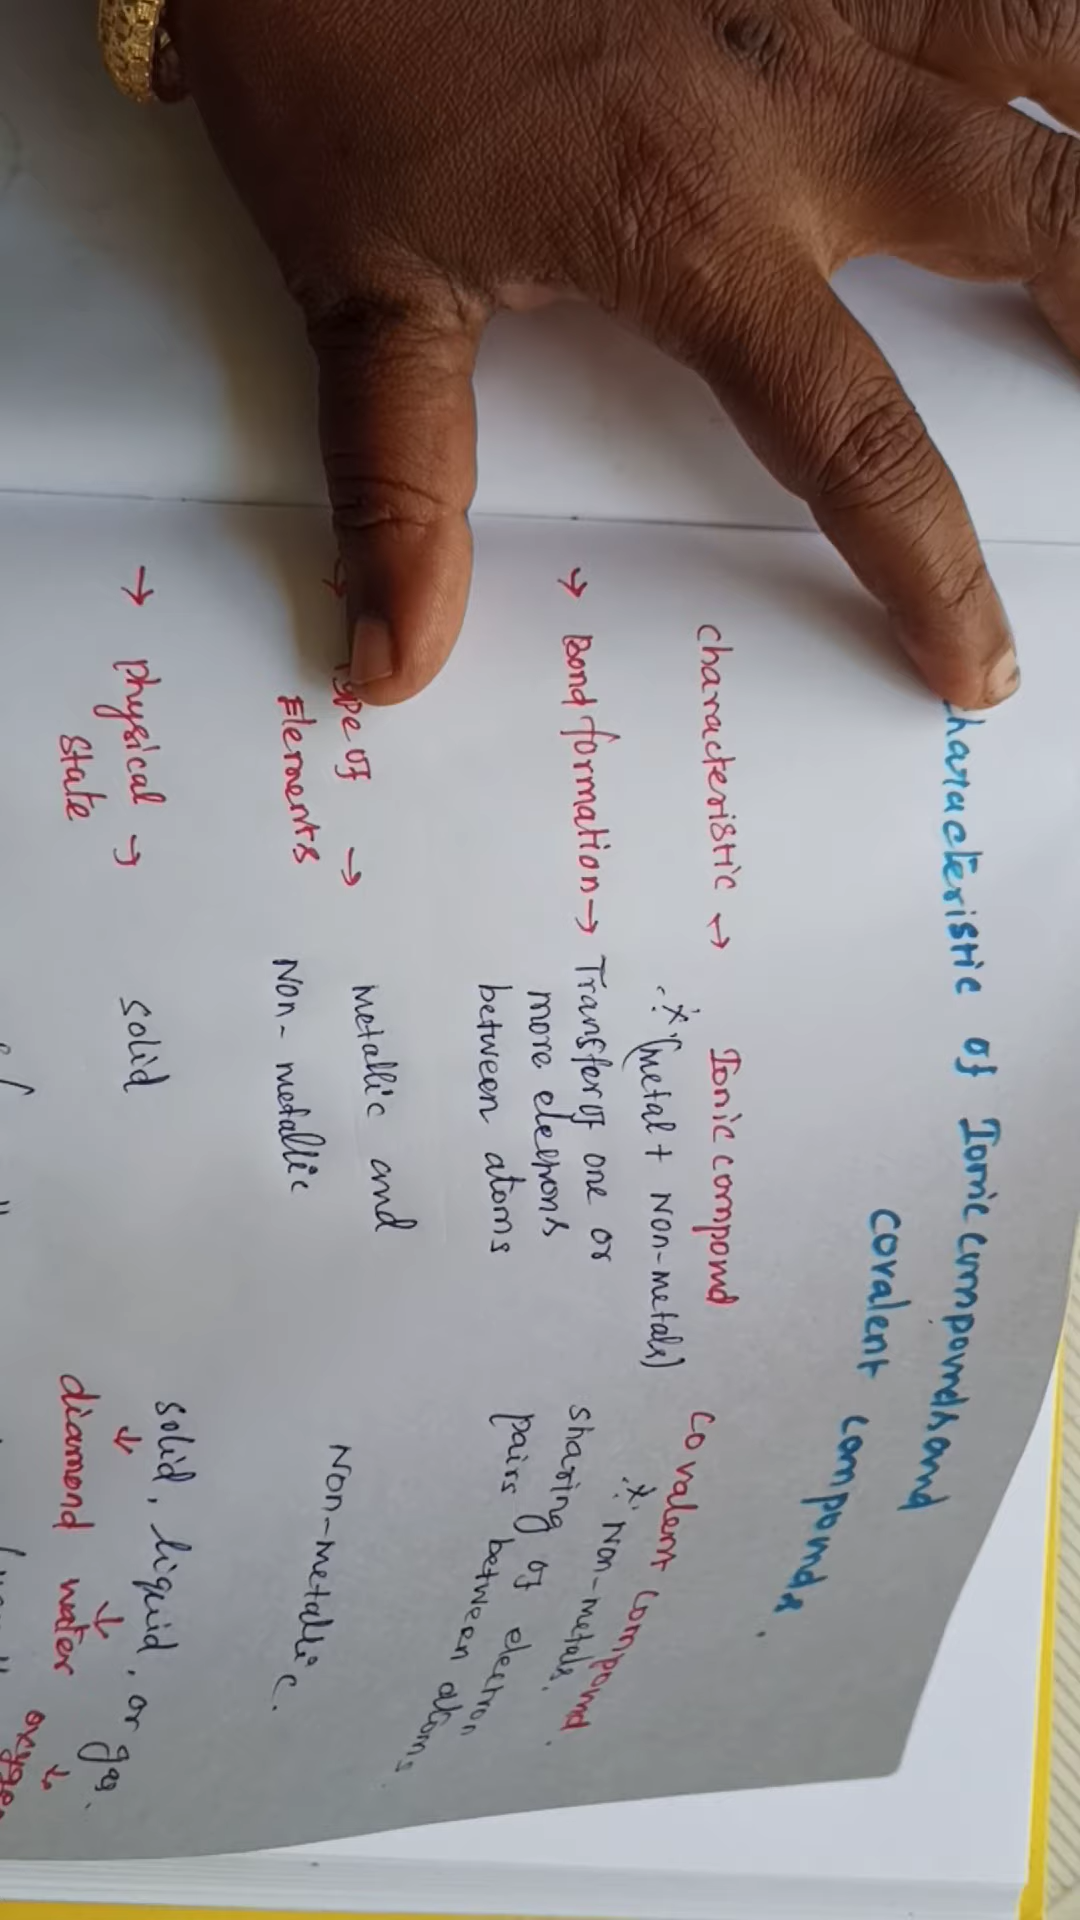 characteristic of Ionic compounds and
covalent compounds.
characteristic → Ionic compound Covalent compound
(metal + Non-metals) Non-metals.
→ Bond formation → Transfer of one or sharing of electron
more electrons pairs between atoms
between atoms
Type of → metallic and Non-metallic.
Elements Non-metallic
→ physical → solid solid, liquid, or gas.
state diamond water